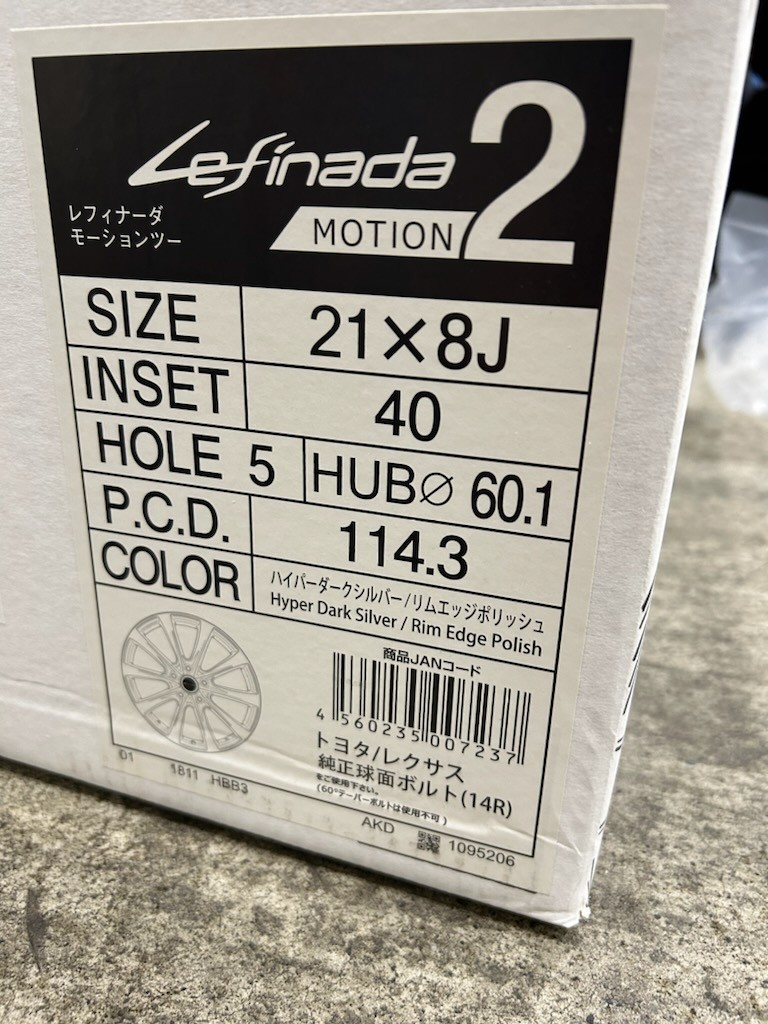 Lefinada 2
レフィナーダ
モーションツー
MOTION
SIZE 21×8J
INSET 40
HOLE 5 HUBØ 60.1
P.C.D. 114.3
COLOR ハイパーダークシルバー/リムエッジポリッシュ
Hyper Dark Silver / Rim Edge Polish
商品JANコード
4 560235 007237
トヨタ/レクサス
純正球面ボルト(14R)
をご使用下さい。
(60°テーパーボルトは使用不可)
01 1811 HBB3
AKD 1095206